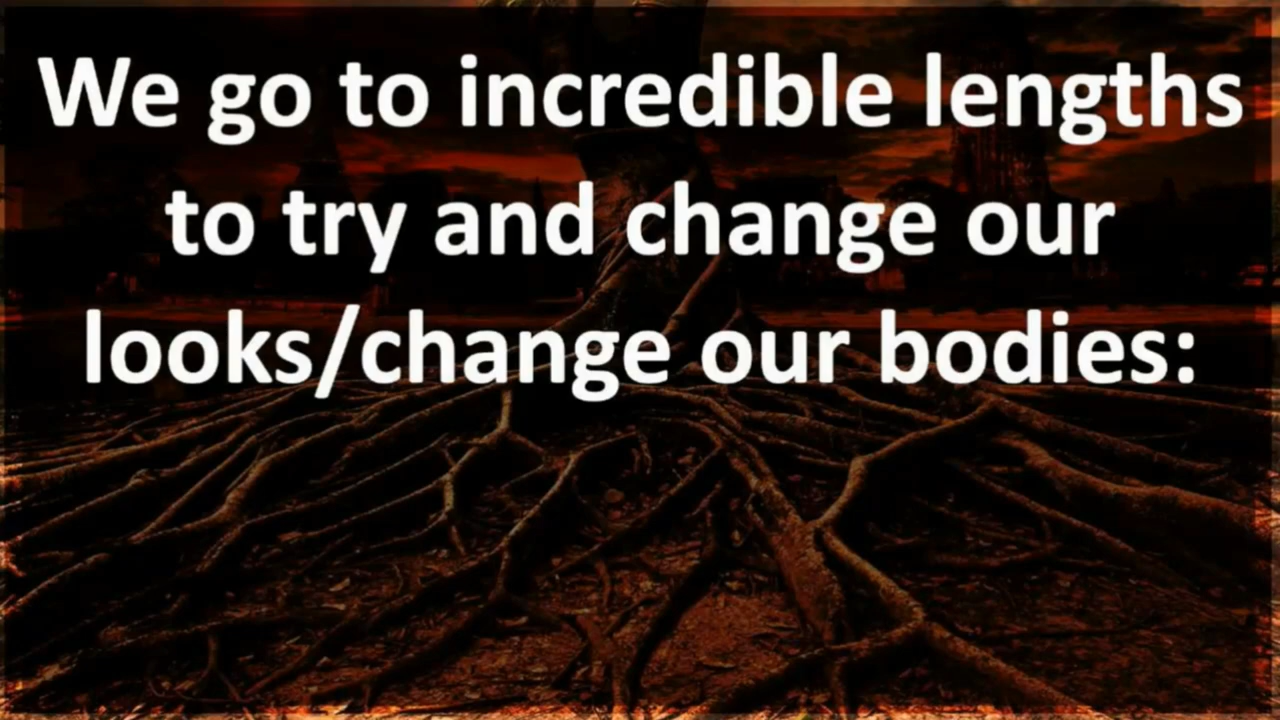 We go to incredible lengths
to try and change our
looks/change our bodies: